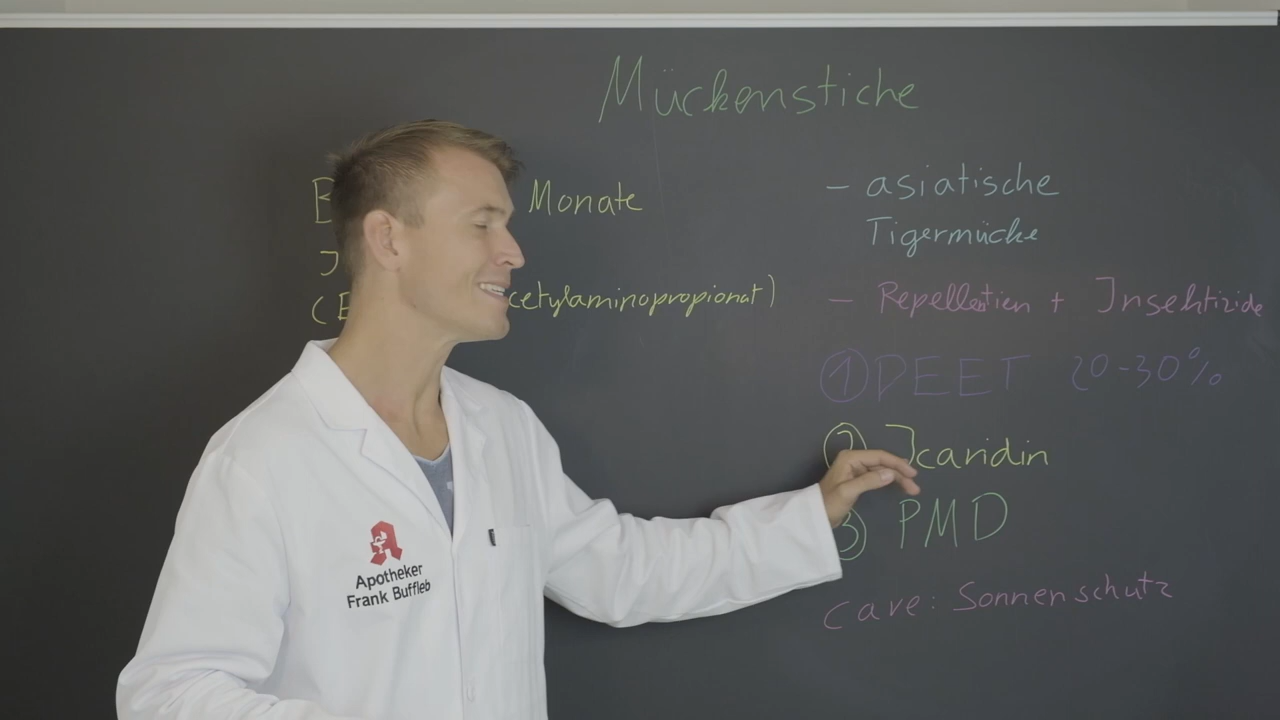 Mückenstiche
Monate
cetylaminopropionat)
- asiatische
Tigermücke
- Repellentien + Insektizide
① DEET 20-30%
② Icaridin
③ PMD
cave: Sonnenschutz
Apotheker
Frank Buffleb